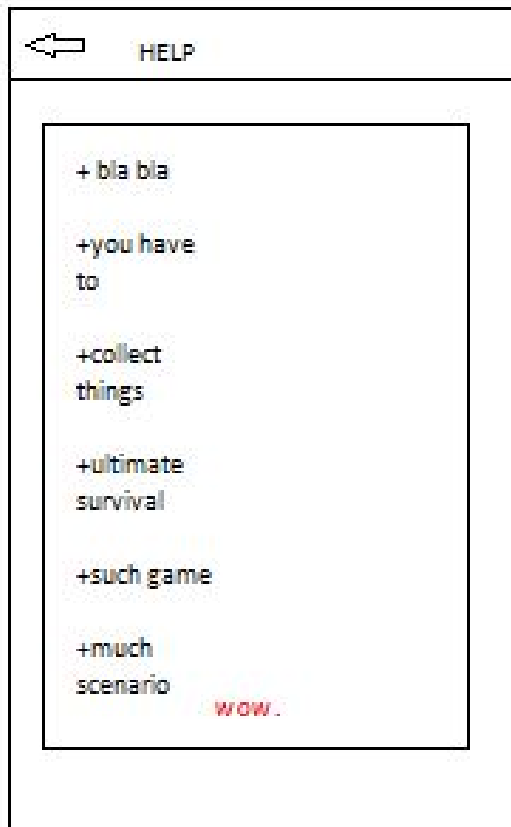 HELP
+ bla bla
+you have
to
+collect
things
+ultimate
survival
+such game
+much
scenario
wow.